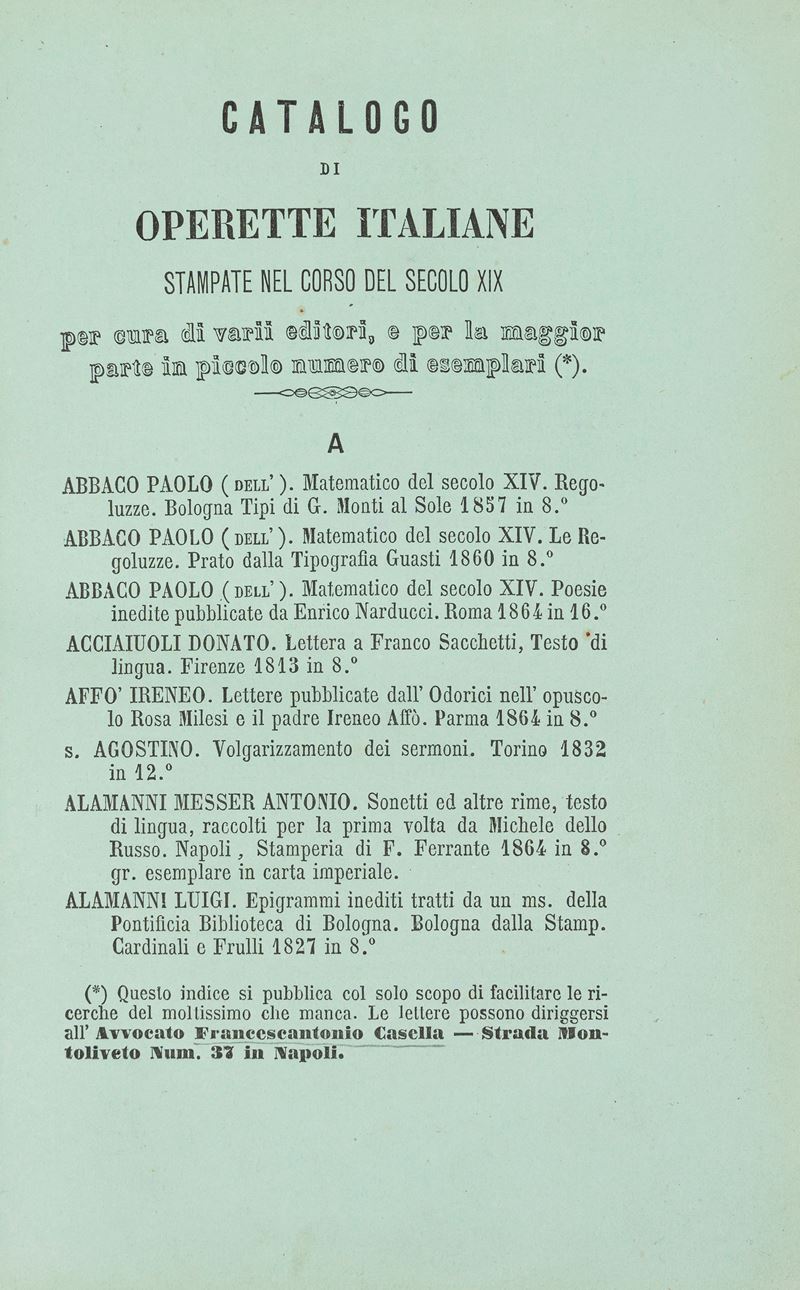 CATALOGO
DI
OPERETTE ITALIANE
STAMPATE NEL CORSO DEL SECOLO XIX
per cura di varii editori, e per la maggior
parte in piccolo numero di esemplari (*).
A
ABBACO PAOLO (DELL'). Matematico del secolo XIV. Rego-
luzze. Bologna Tipi di G. Monti al Sole 1857 in 8.º
ABBACO PAOLO (DELL'). Matematico del secolo XIV. Le Re-
goluzze. Prato dalla Tipografia Guasti 1860 in 8.º
ABBACO PAOLO (DELL'). Matematico del secolo XIV. Poesie
inedite pubblicate da Enrico Narducci. Roma 1864 in 16.º
ACCIAIUOLI DONATO. Lettera a Franco Sacchetti, Testo di
lingua. Firenze 1813 in 8.º
AFFO' IRENEO. Lettere pubblicate dall' Odorici nell' opusco-
lo Rosa Milesi e il padre Ireneo Affò. Parma 1864 in 8.º
s. AGOSTINO. Volgarizzamento dei sermoni. Torino 1832
in 12.º
ALAMANNI MESSER ANTONIO. Sonetti ed altre rime, testo
di lingua, raccolti per la prima volta da Michele dello
Russo. Napoli, Stamperia di F. Ferrante 1864 in 8.º
gr. esemplare in carta imperiale.
ALAMANNI LUIGI. Epigrammi inediti tratti da un ms. della
Pontificia Biblioteca di Bologna. Bologna dalla Stamp.
Cardinali e Frulli 1827 in 8.º
(*) Questo indice si pubblica col solo scopo di facilitare le ri-
cerche del moltissimo che manca. Le lettere possono diriggersi
all' Avvocato Francescantonio Casella — Strada Mon-
toliveto Num. 37 in Napoli.